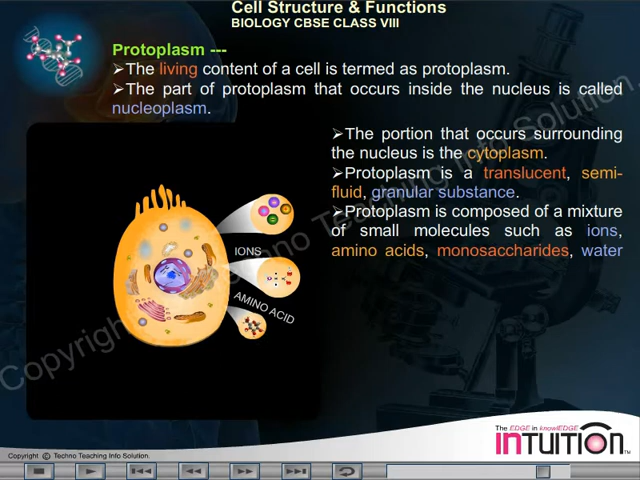 Cell Structure & Functions
BIOLOGY CBSE CLASS VIII
Protoplasm ---
➢The living content of a cell is termed as protoplasm.
➢The part of protoplasm that occurs inside the nucleus is called
nucleoplasm.
➢The portion that occurs surrounding
the nucleus is the cytoplasm.
➢Protoplasm is a translucent, semi-
fluid, granular substance.
➢Protoplasm is composed of a mixture
of small molecules such as ions,
amino acids, monosaccharides, water
IONS
AMINO ACID
Copyright © Techno Teaching Info Solution.
The EDGE in knowlEDGE
INTUITION TM
Copyright © Techno Teaching Info Solution.